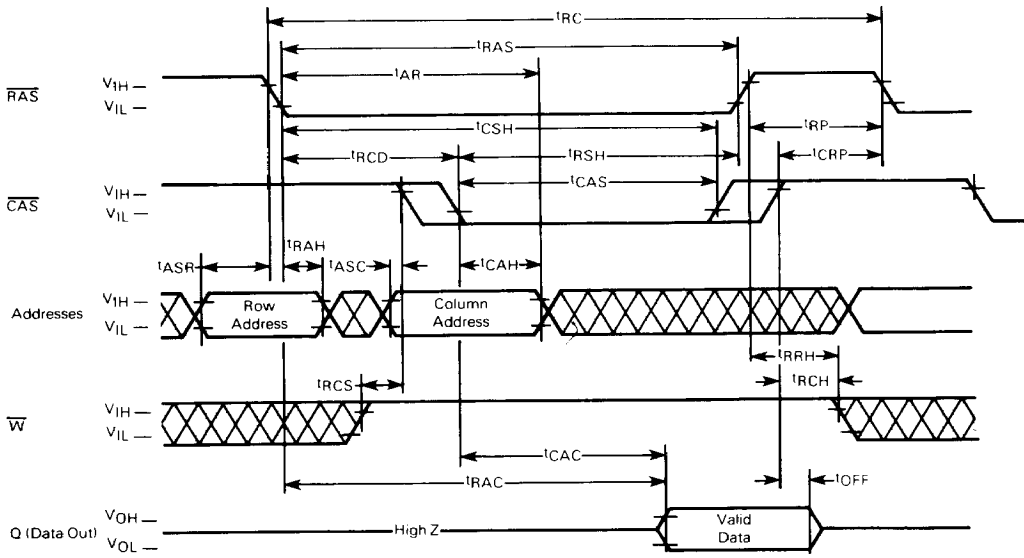 tRC
tRAS
tAR
RAS
VIH
VIL
tCSH
tRP
tRCD
tRSH
tCRP
tCAS
CAS
VIH
VIL
tRAH
tASR
tASC
tCAH
Addresses
VIH
VIL
Row
Address
Column
Address
tRRH
tRCS
tRCH
W
VIH
VIL
tCAC
tRAC
tOFF
Q (Data Out)
VOH
VOL
High Z
Valid
Data